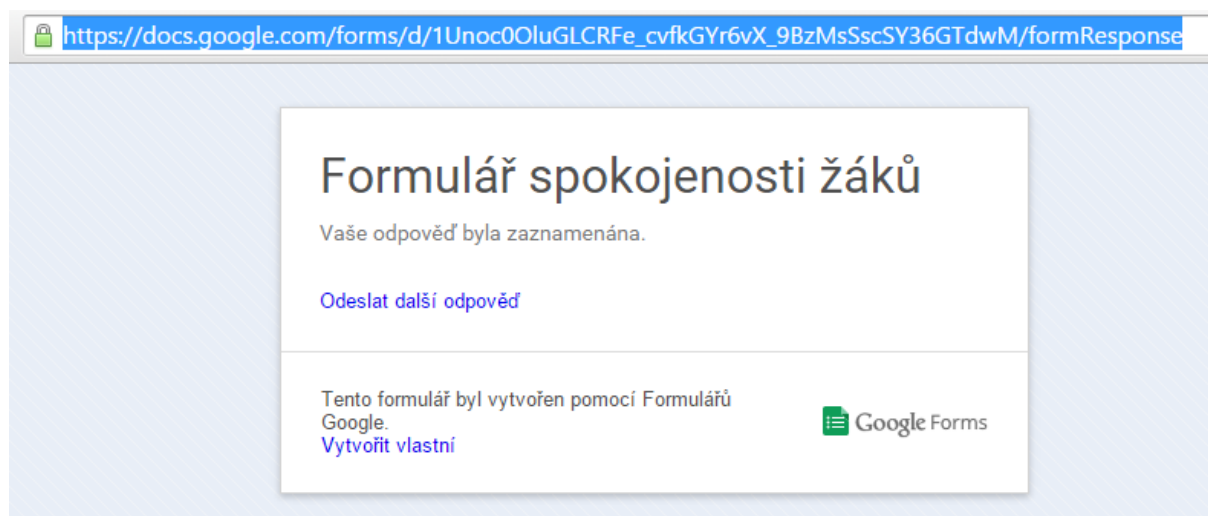 https://docs.google.com/forms/d/1Unoc0OluGLCRFe_cvfkGYr6vX_9BzMsSscSY36GTdwM/formResponse
Formulář spokojenosti žáků
Vaše odpověď byla zaznamenána.
Odeslat další odpověď
Tento formulář byl vytvořen pomocí Formulářů
Google.
Vytvořit vlastní
Google Forms